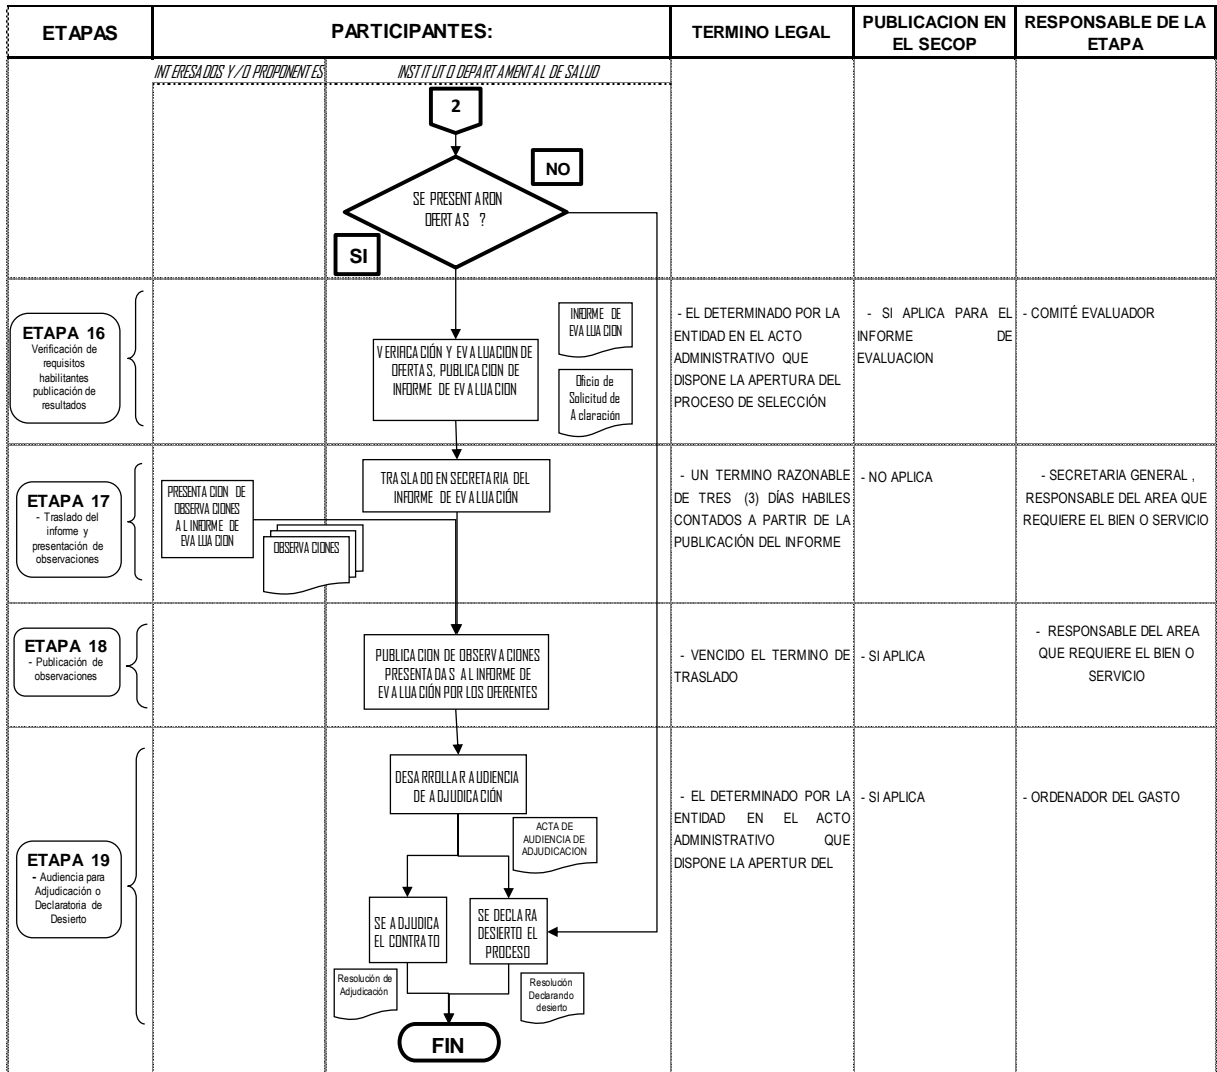 ETAPAS
PARTICIPANTES:
TERMINO LEGAL
PUBLICACION EN
EL SECOP
RESPONSABLE DE LA
ETAPA
INTERESADOS Y/O PROPONENTES
INSTITUTO DEPARTAMENTAL DE SALUD
2
NO
SE PRESENTARON
OFERTAS ?
SI
ETAPA 16
Verificación de
requisitos
habilitantes
publicación de
resultados
VERIFICACIÓN Y EVALUACION DE
OFERTAS, PUBLICACION DE
INFORME DE EVALUACION
INFORME DE
EVALUACION
Oficio de
Solicitud de
Aclaración
- EL DETERMINADO POR LA
ENTIDAD EN EL ACTO
ADMINISTRATIVO QUE
DISPONE LA APERTURA DEL
PROCESO DE SELECCIÓN
- SI APLICA PARA EL
INFORME DE
EVALUACION
- COMITÉ EVALUADOR
ETAPA 17
- Traslado del
informe y
presentación de
observaciones
PRESENTACION DE
OBSERVACIONES
AL INFORME DE
EVALUACION
OBSERVACIONES
TRASLADO EN SECRETARIA DEL
INFORME DE EVALUACIÓN
- UN TERMINO RAZONABLE
DE TRES (3) DÍAS HABILES
CONTADOS A PARTIR DE LA
PUBLICACIÓN DEL INFORME
- NO APLICA
- SECRETARIA GENERAL ,
RESPONSABLE DEL AREA QUE
REQUIERE EL BIEN O SERVICIO
ETAPA 18
- Publicación de
observaciones
PUBLICACION DE OBSERVACIONES
PRESENTADAS AL INFORME DE
EVALUACIÓN POR LOS OFERENTES
- VENCIDO EL TERMINO DE
TRASLADO
- SI APLICA
- RESPONSABLE DEL AREA
QUE REQUIERE EL BIEN O
SERVICIO
ETAPA 19
- Audiencia para
Adjudicación o
Declaratoria de
Desierto
DESARROLLAR AUDIENCIA
DE ADJUDICACIÓN
ACTA DE
AUDIENCIA DE
ADJUDICACION
SE ADJUDICA
EL CONTRATO
SE DECLARA
DESIERTO EL
PROCESO
Resolución de
Adjudicación
Resolución
Declarando
desierto
FIN
- EL DETERMINADO POR LA
ENTIDAD EN EL ACTO
ADMINISTRATIVO QUE
DISPONE LA APERTUR DEL
- SI APLICA
- ORDENADOR DEL GASTO